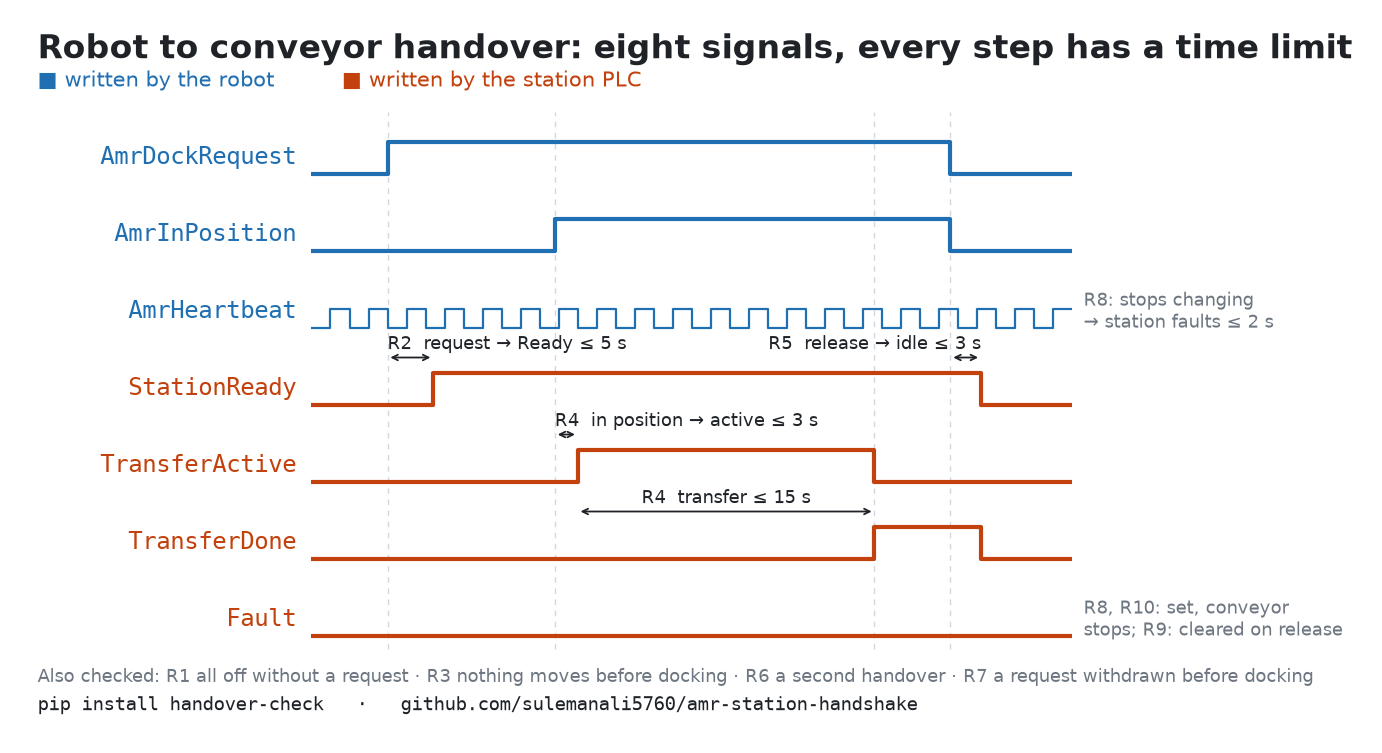 Robot to conveyor handover: eight signals, every step has a time limit
■ written by the robot
■ written by the station PLC
AmrDockRequest
AmrInPosition
AmrHeartbeat
R8: stops changing
→ station faults ≤ 2 s
R2 request → Ready ≤ 5 s
R5 release → idle ≤ 3 s
StationReady
R4 in position → active ≤ 3 s
TransferActive
R4 transfer ≤ 15 s
TransferDone
Fault
R8, R10: set, conveyor
stops; R9: cleared on release
Also checked: R1 all off without a request · R3 nothing moves before docking · R6 a second handover · R7 a request withdrawn before docking
pip install handover-check · github.com/sulemanali5760/amr-station-handshake